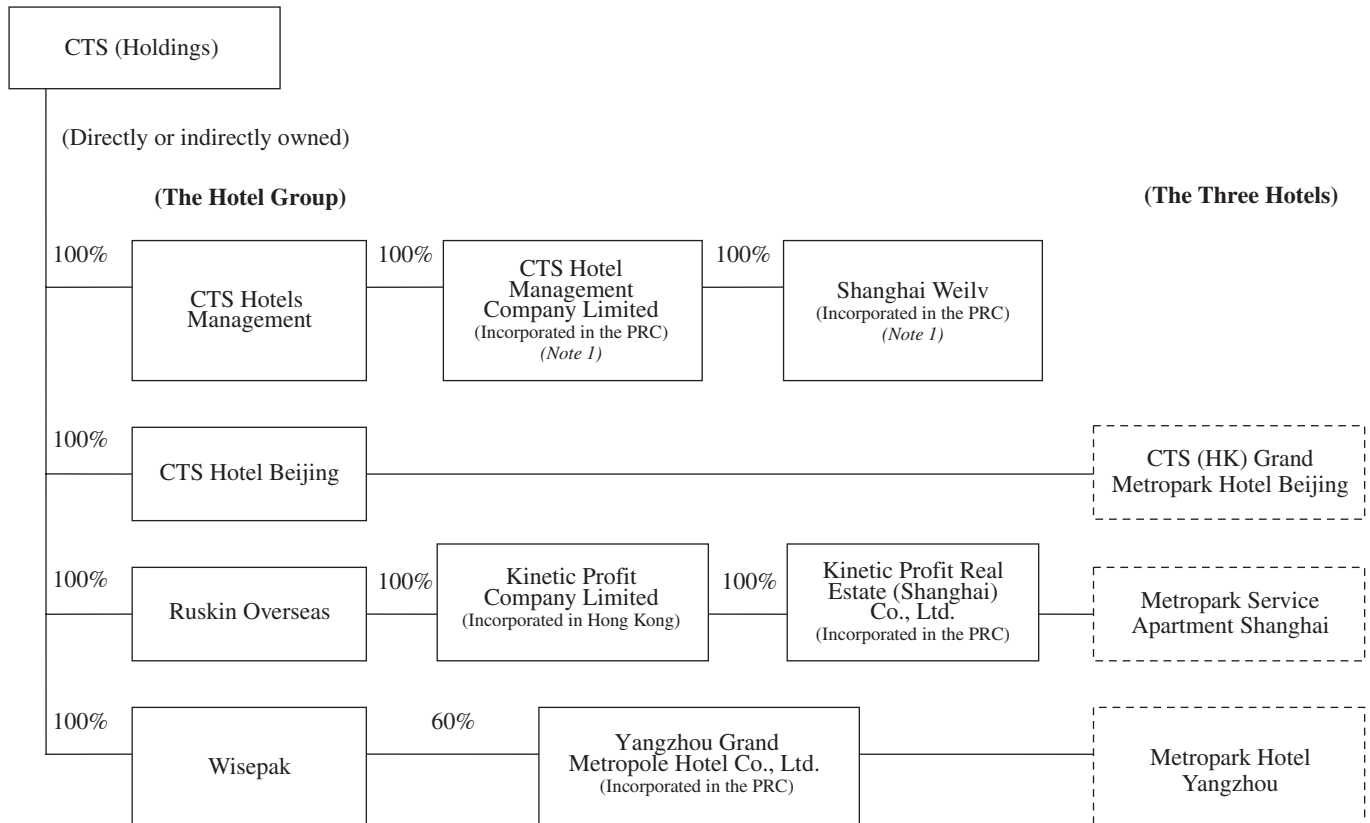 CTS (Holdings)
(Directly or indirectly owned)
(The Hotel Group)
(The Three Hotels)
100%
CTS Hotels
Management
100%
CTS Hotel
Management
Company Limited
(Incorporated in the PRC)
(Note 1)
100%
Shanghai Weilv
(Incorporated in the PRC)
(Note 1)
100%
CTS Hotel Beijing
CTS (HK) Grand
Metropark Hotel Beijing
100%
Ruskin Overseas
100%
Kinetic Profit
Company Limited
(Incorporated in Hong Kong)
100%
Kinetic Profit Real
Estate (Shanghai)
Co., Ltd.
(Incorporated in the PRC)
Metropark Service
Apartment Shanghai
100%
Wisepak
60%
Yangzhou Grand
Metropole Hotel Co., Ltd.
(Incorporated in the PRC)
Metropark Hotel
Yangzhou